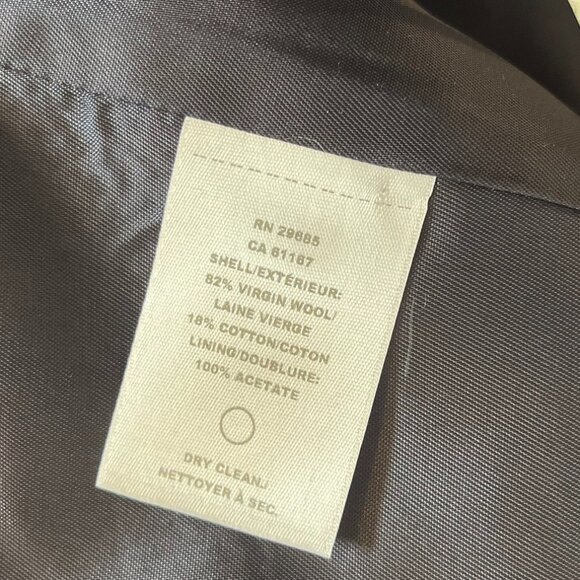 RN 29685
CA 61167
SHELL/EXTÉRIEUR:
82% VIRGIN WOOL/
LAINE VIERGE
18% COTTON/COTON
LINING/DOUBLURE:
100% ACETATE
DRY CLEAN./
NETTOYER À SEC.